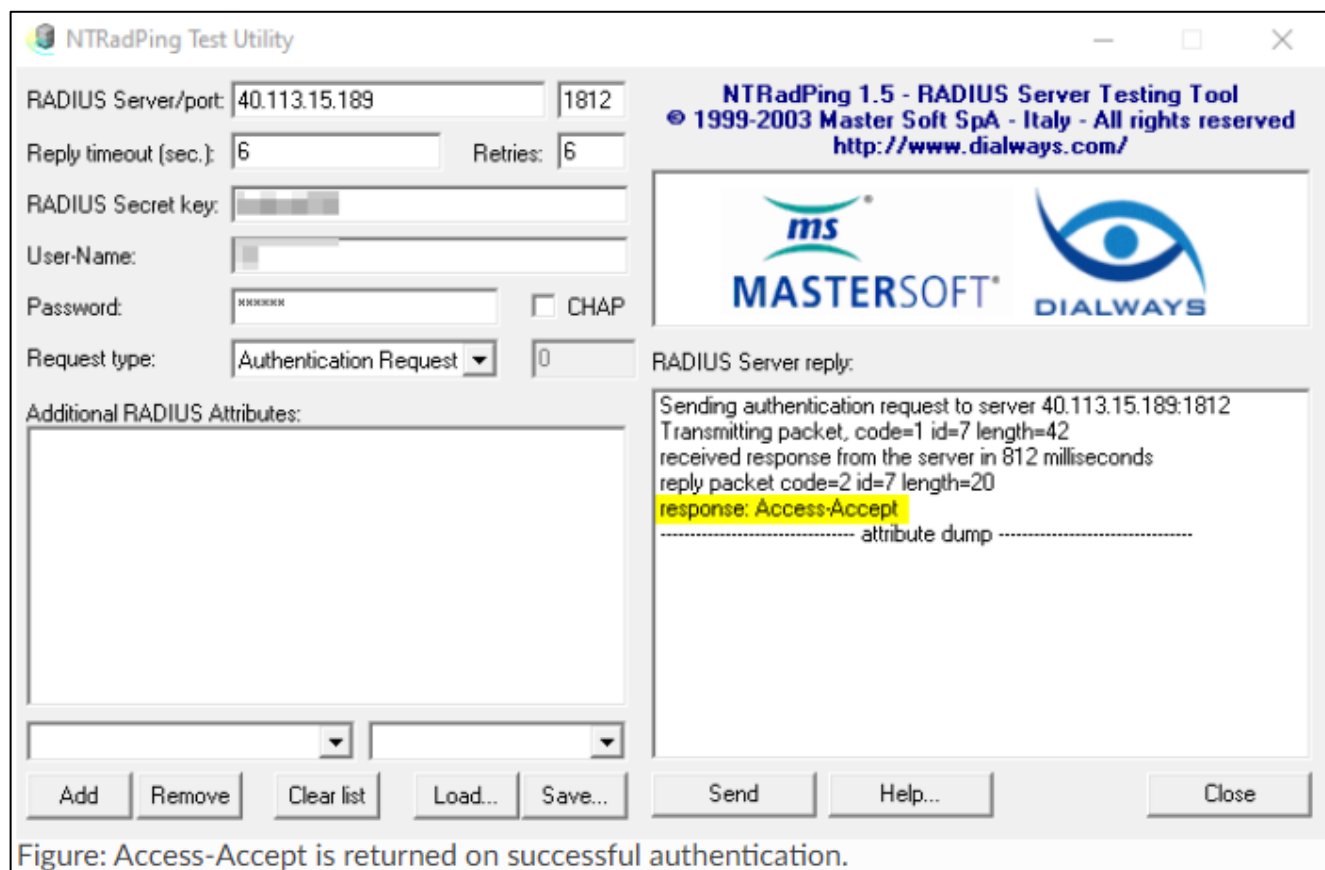 NTRadPing Test Utility
RADIUS Server/port: 40.113.15.189 1812
Reply timeout (sec.): 6 Retries: 6
RADIUS Secret key:
User-Name:
Password: ****** CHAP
Request type: Authentication Request 0
Additional RADIUS Attributes:
Add Remove Clear list Load... Save...
NTRadPing 1.5 - RADIUS Server Testing Tool
© 1999-2003 Master Soft SpA - Italy - All rights reserved
http://www.dialways.com/
ms
MASTERSOFT®
DIALWAYS
RADIUS Server reply:
Sending authentication request to server 40.113.15.189:1812
Transmitting packet, code=1 id=7 length=42
received response from the server in 812 milliseconds
reply packet code=2 id=7 length=20
response: Access-Accept
--------------------------------- attribute dump ---------------------------------
Send Help... Close
Figure: Access-Accept is returned on successful authentication.